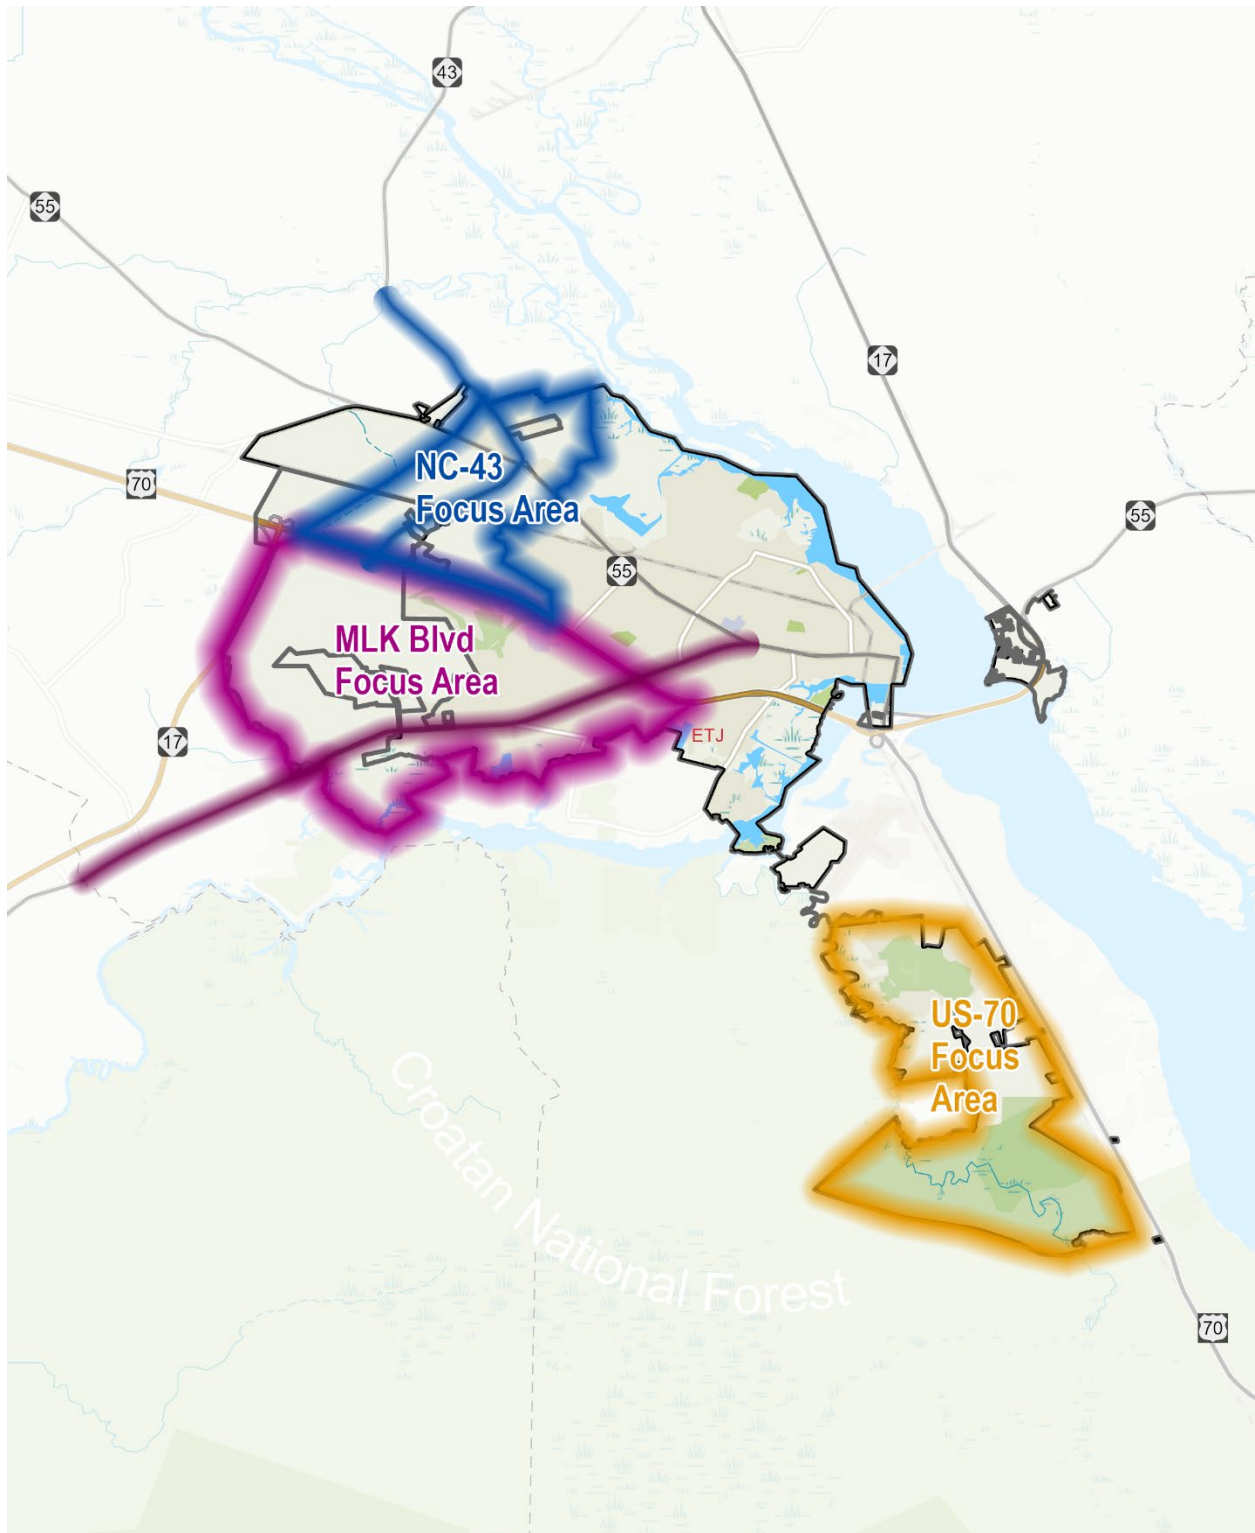 43
55
17
NC-43
Focus Area
70
55
55
MLK Blvd
Focus Area
17
ETJ
US-70
Focus
Area
Croatan National Forest
70